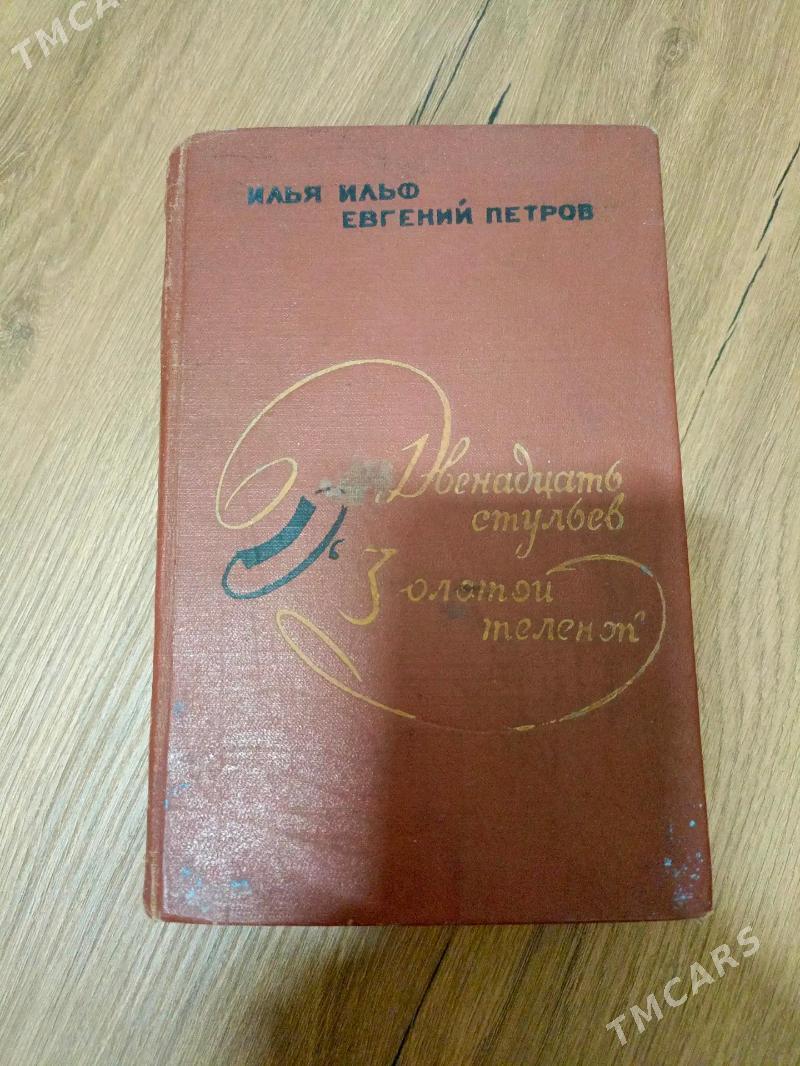 TMCARS
ИЛЬЯ ИЛЬФ
ЕВГЕНИЙ ПЕТРОВ
„Двенадцать
стульев
“Золотой
теленок“
TMCARS